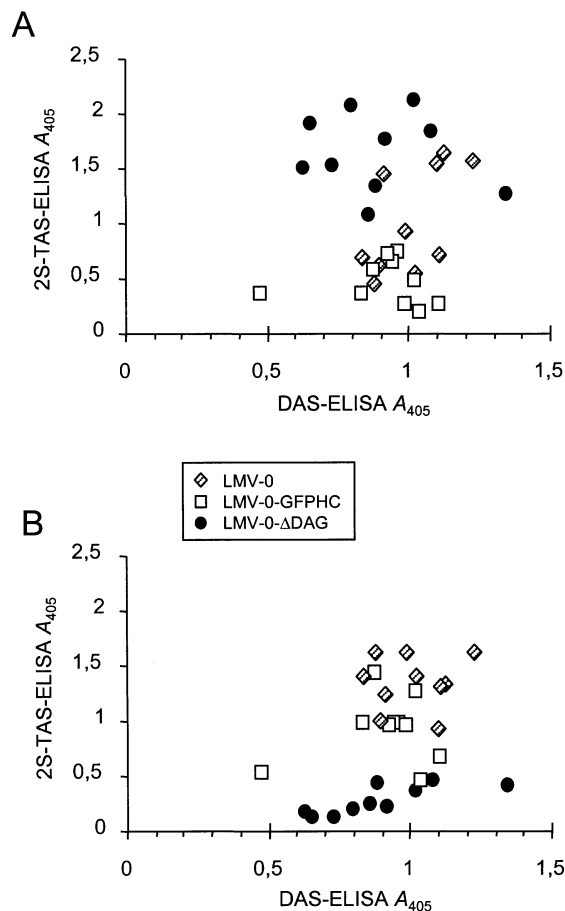 A
2,5
2
1,5
1
0,5
0
2S-TAS-ELISA A405
0 0,5 1 1,5
DAS-ELISA A405
LMV-0
LMV-0-GFPHC
LMV-0-ΔDAG
B
2,5
2
1,5
1
0,5
0
2S-TAS-ELISA A405
0 0,5 1 1,5
DAS-ELISA A405